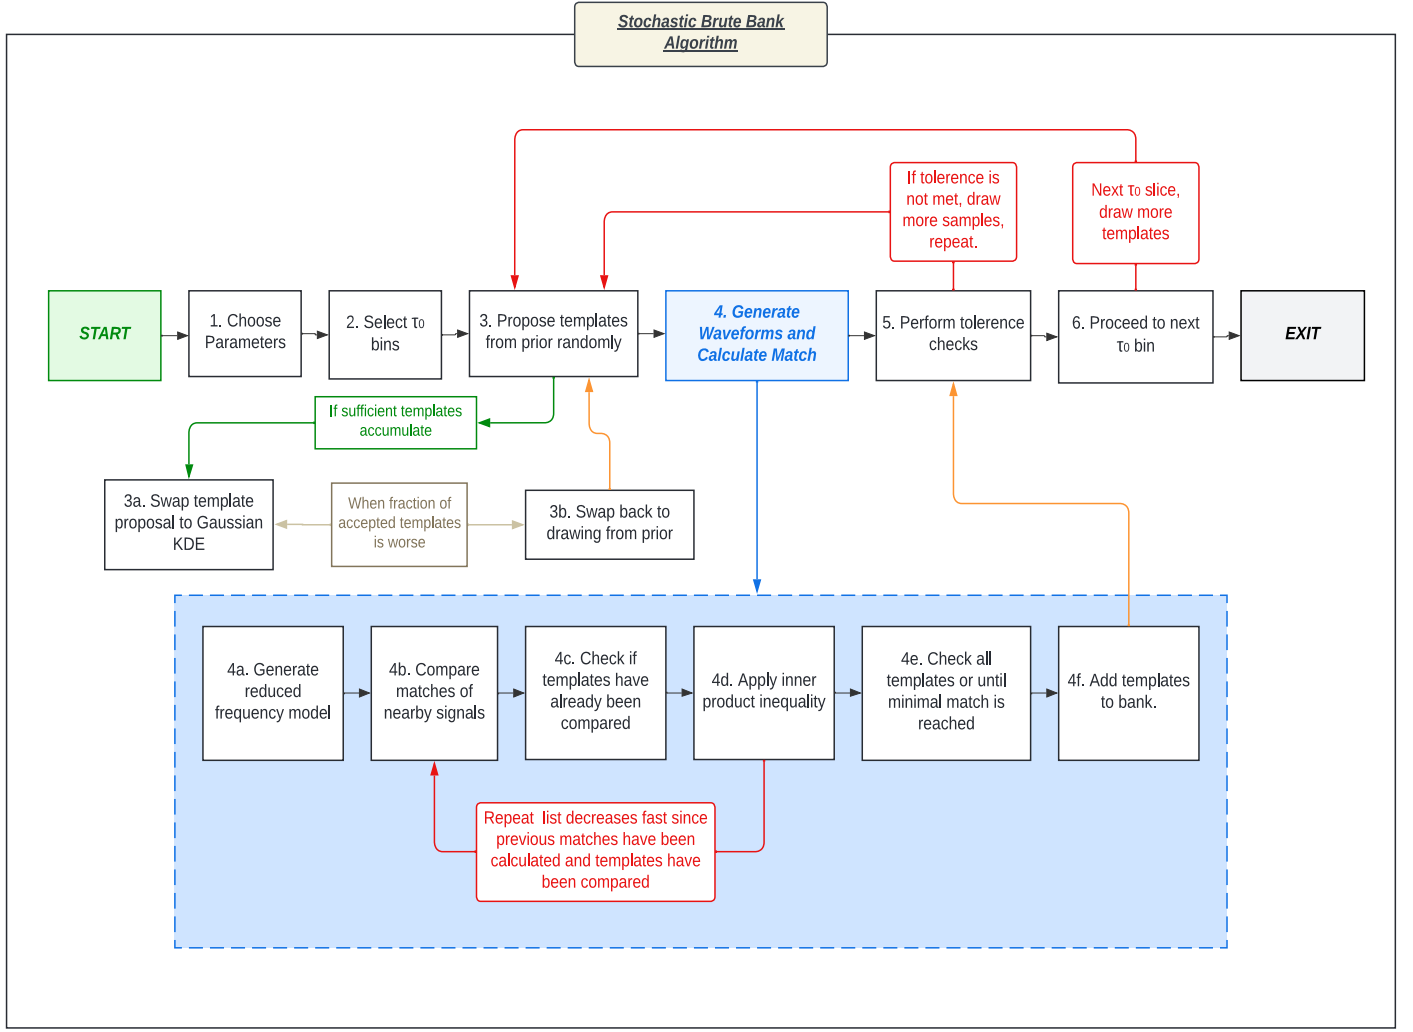 Stochastic Brute Bank
Algorithm
If tolerence is
not met, draw
more samples,
repeat.
Next τ₀ slice,
draw more
templates
START
1. Choose
Parameters
2. Select τ₀
bins
3. Propose templates
from prior randomly
4. Generate
Waveforms and
Calculate Match
5. Perform tolerence
checks
6. Proceed to next
τ₀ bin
EXIT
If sufficient templates
accumulate
3a. Swap template
proposal to Gaussian
KDE
When fraction of
accepted templates
is worse
3b. Swap back to
drawing from prior
4a. Generate
reduced
frequency model
4b. Compare
matches of
nearby signals
4c. Check if
templates have
already been
compared
4d. Apply inner
product inequality
4e. Check all
templates or until
minimal match is
reached
4f. Add templates
to bank.
Repeat list decreases fast since
previous matches have been
calculated and templates have
been compared